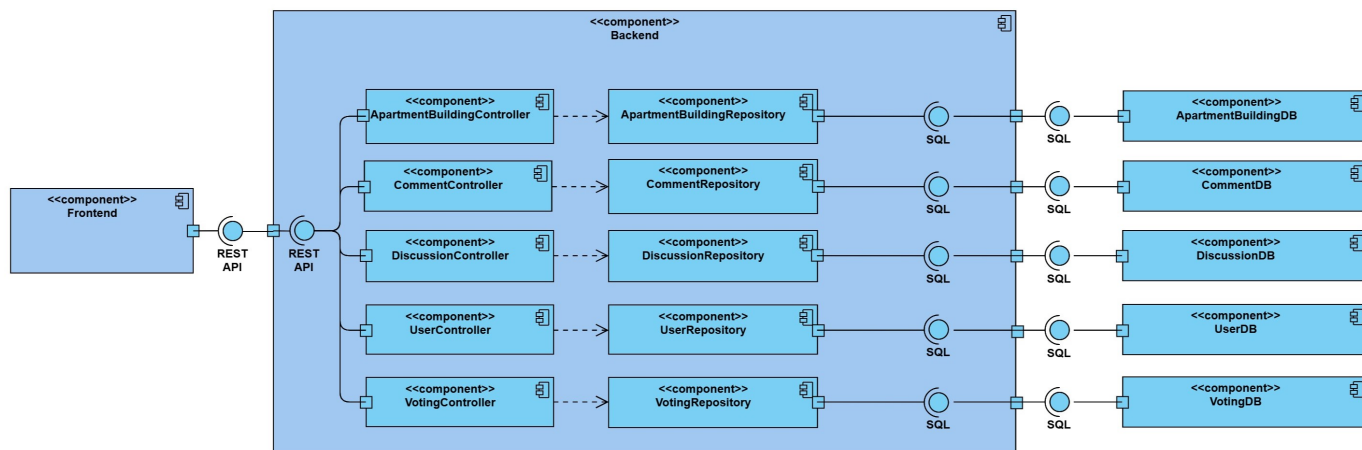 <<component>>
Backend
<<component>>
ApartmentBuildingController
<<component>>
ApartmentBuildingRepository
SQL
SQL
<<component>>
ApartmentBuildingDB
<<component>>
CommentController
<<component>>
CommentRepository
SQL
SQL
<<component>>
CommentDB
<<component>>
Frontend
REST
API
REST
API
<<component>>
DiscussionController
<<component>>
DiscussionRepository
SQL
SQL
<<component>>
DiscussionDB
<<component>>
UserController
<<component>>
UserRepository
SQL
SQL
<<component>>
UserDB
<<component>>
VotingController
<<component>>
VotingRepository
SQL
SQL
<<component>>
VotingDB